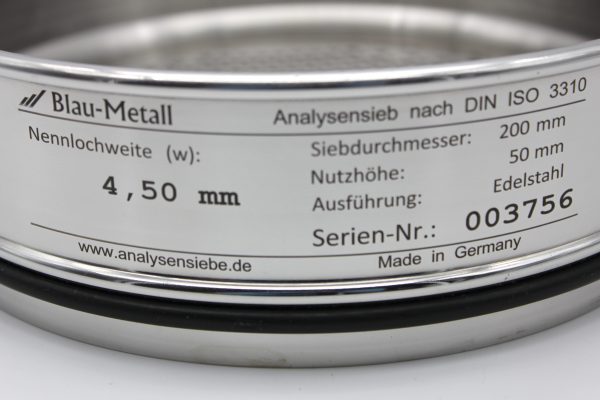 Blau-Metall
Analysensieb nach DIN ISO 3310
Nennlochweite (w):
4,50 mm
Siebdurchmesser: 200 mm
Nutzhöhe: 50 mm
Ausführung: Edelstahl
Serien-Nr.: 003756
www.analysensiebe.de
Made in Germany